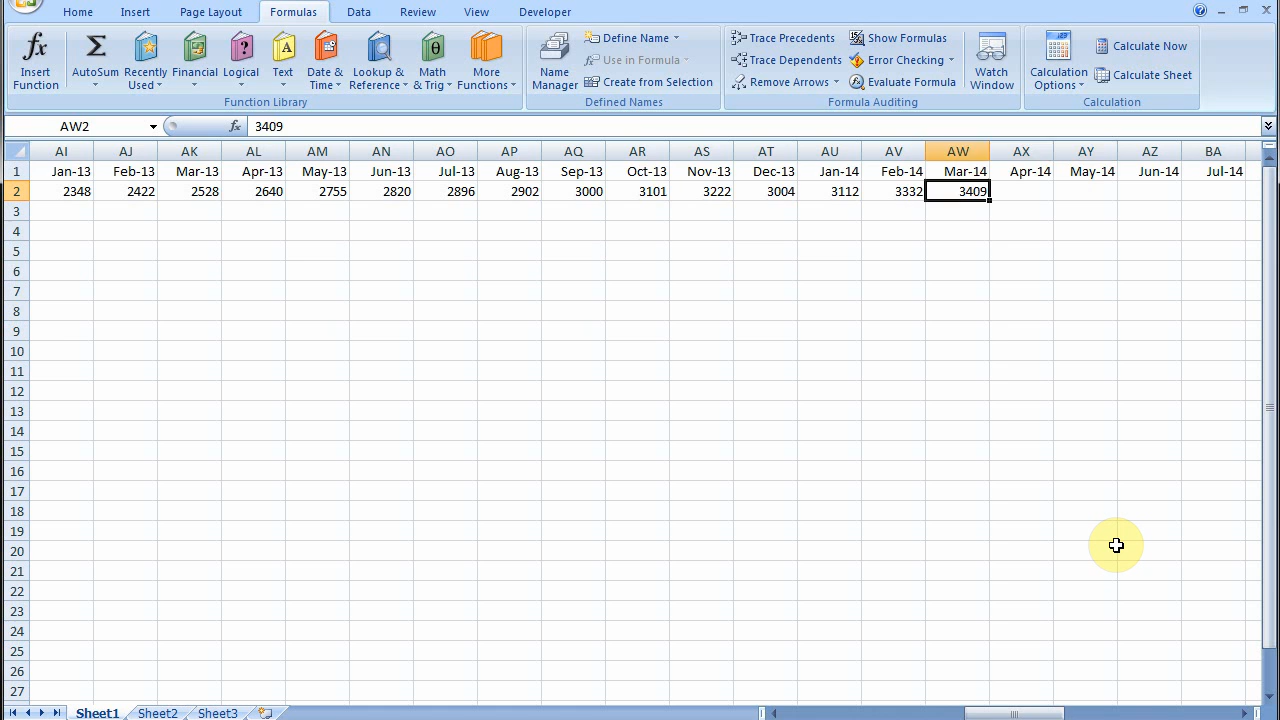 Home Insert Page Layout Formulas Data Review View Developer
fx Σ ? A θ
Insert Function AutoSum Recently Used Financial Logical Text Date & Time Lookup & Reference Math & Trig More Functions
Function Library
Name Manager
Define Name
Use in Formula
Create from Selection
Defined Names
Trace Precedents Show Formulas
Trace Dependents Error Checking
Remove Arrows Evaluate Formula
Formula Auditing
Watch Window
Calculation Options
Calculate Now
Calculate Sheet
Calculation
AW2 fx 3409
AI AJ AK AL AM AN AO AP AQ AR AS AT AU AV AW AX AY AZ BA
1 Jan-13 Feb-13 Mar-13 Apr-13 May-13 Jun-13 Jul-13 Aug-13 Sep-13 Oct-13 Nov-13 Dec-13 Jan-14 Feb-14 Mar-14 Apr-14 May-14 Jun-14 Jul-14
2 2348 2422 2528 2640 2755 2820 2896 2902 3000 3101 3222 3004 3112 3332 3409
3
4
5
6
7
8
9
10
11
12
13
14
15
16
17
18
19
20
21
22
23
24
25
26
27
Sheet1 Sheet2 Sheet3